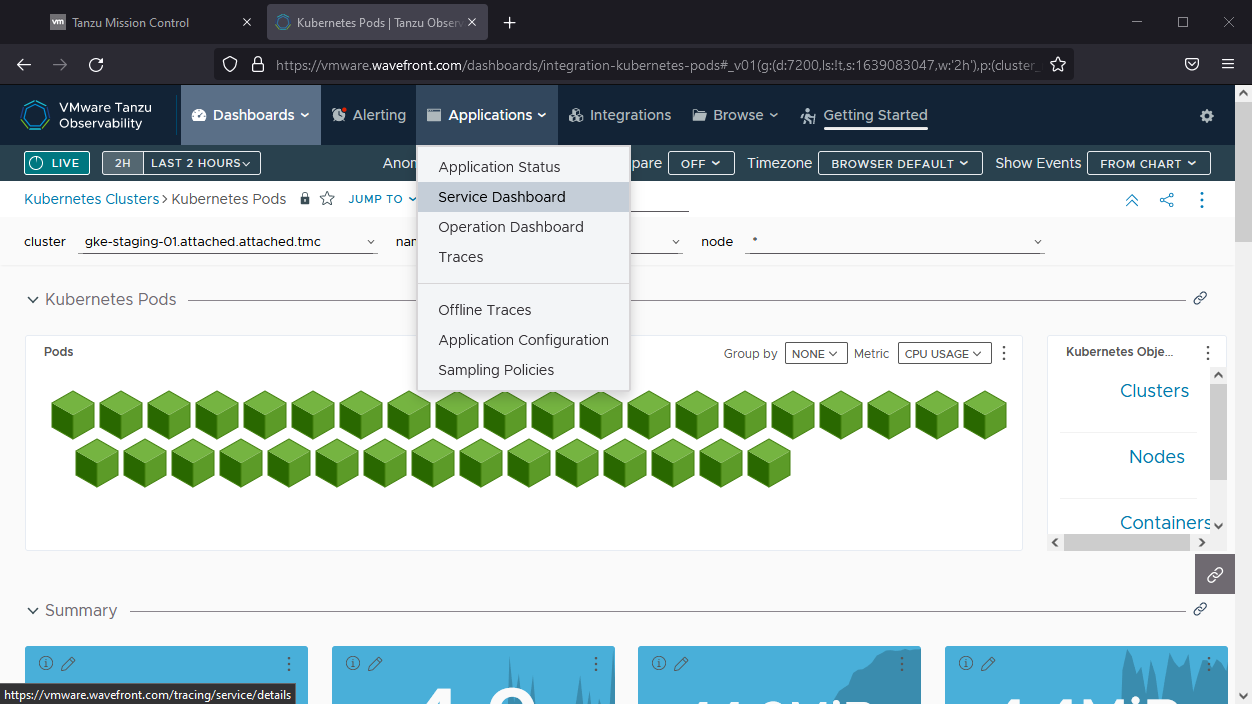 Tanzu Mission Control
Kubernetes Pods | Tanzu Observ
https://vmware.wavefront.com/dashboards/integration-kubernetes-pods#_v01(g:(d:7200,ls:!t,s:1639083047,w:'2h'),p:(cluster_
VMware Tanzu
Observability
Dashboards
Alerting
Applications
Integrations
Browse
Getting Started
LIVE
2H
LAST 2 HOURS
OFF
Timezone
BROWSER DEFAULT
Show Events
FROM CHART
Application Status
Service Dashboard
Operation Dashboard
Traces
Offline Traces
Application Configuration
Sampling Policies
Kubernetes Clusters > Kubernetes Pods
JUMP TO
cluster
gke-staging-01.attached.attached.tmc
node
*
Kubernetes Pods
Pods
Group by
NONE
Metric
CPU USAGE
Kubernetes Obje...
Clusters
Nodes
Containers
Summary
https://vmware.wavefront.com/tracing/service/details